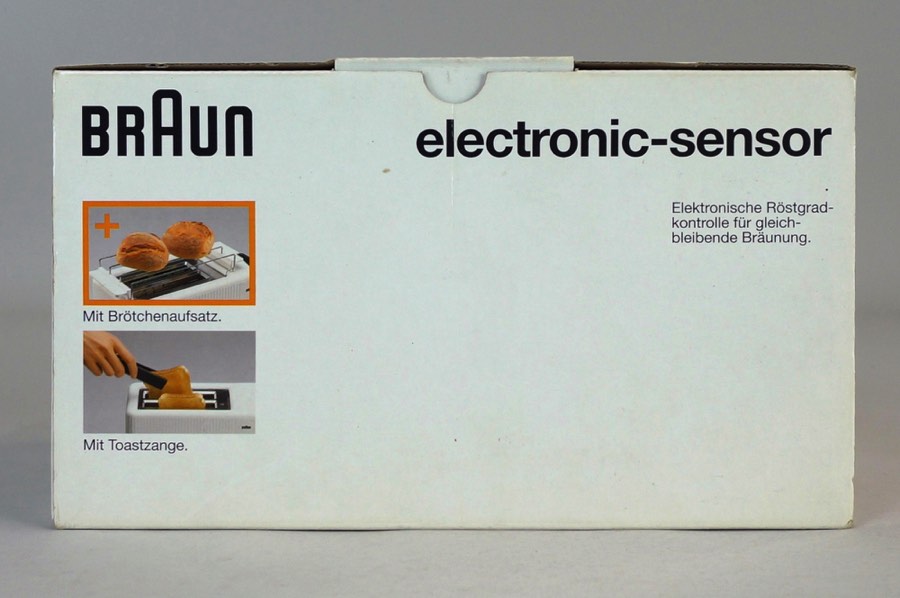 BRAUN
electronic-sensor
Elektronische Röstgrad-
kontrolle für gleich-
bleibende Bräunung.
+
Mit Brötchenaufsatz.
Mit Toastzange.